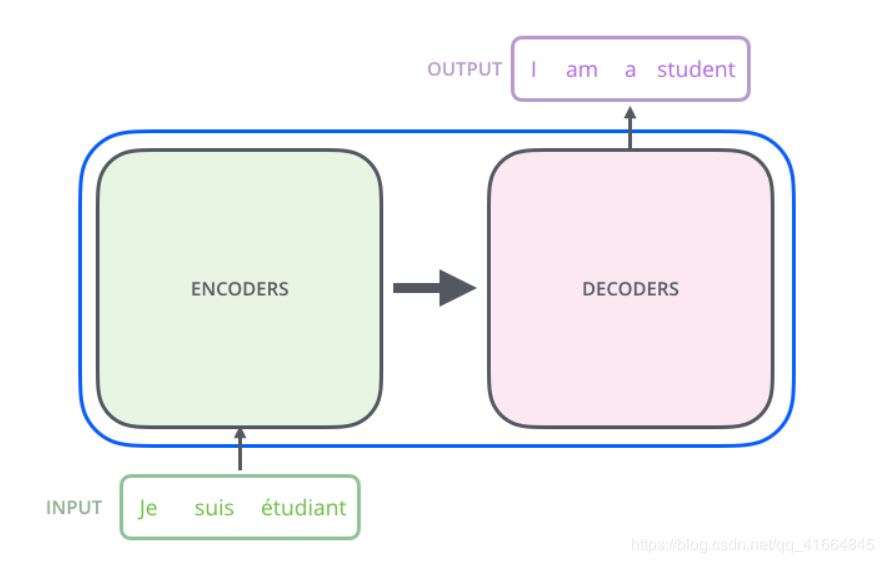 OUTPUT I am a student
ENCODERS DECODERS
INPUT Je suis étudiant
https://blog.csdn.net/qq_41664845